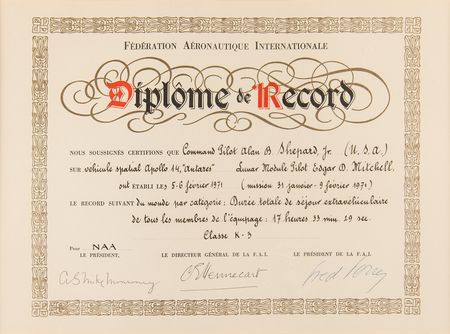 FÉDÉRATION AÉRONAUTIQUE INTERNATIONALE
Diplôme de Record
NOUS SOUSSIGNÉS CERTIFIONS QUE Command Pilot Alan B. Shepard, Jr. (U.S.A.)
SUR véhicule spatial Apollo 14, "Antares" Lunar Module Pilot Edgar D. Mitchell.
ont ÉTABLI LES 5-6 février 1971 (mission 31 janvier - 9 février 1971)
LE RECORD SUIVANT du monde par catégorie : Durée totale de séjour extravéhiculaire
de tous les membres de l'équipage : 17 heures 33 min. 29 sec.
Classe K-3
Pour : NAA
LE PRÉSIDENT, LE DIRECTEUR GÉNÉRAL DE LA F.A.I. LE PRÉSIDENT DE LA F.A.I.